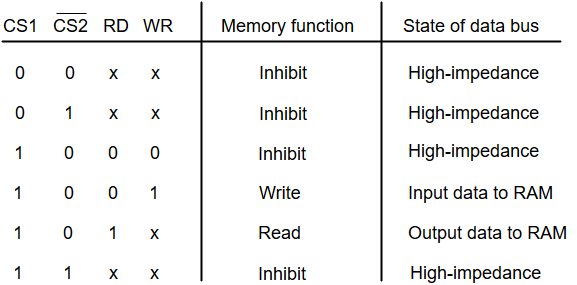 CS1 CS2 RD WR Memory function State of data bus
0 0 x x Inhibit High-impedance
0 1 x x Inhibit High-impedance
1 0 0 0 Inhibit High-impedance
1 0 0 1 Write Input data to RAM
1 0 1 x Read Output data to RAM
1 1 x x Inhibit High-impedance